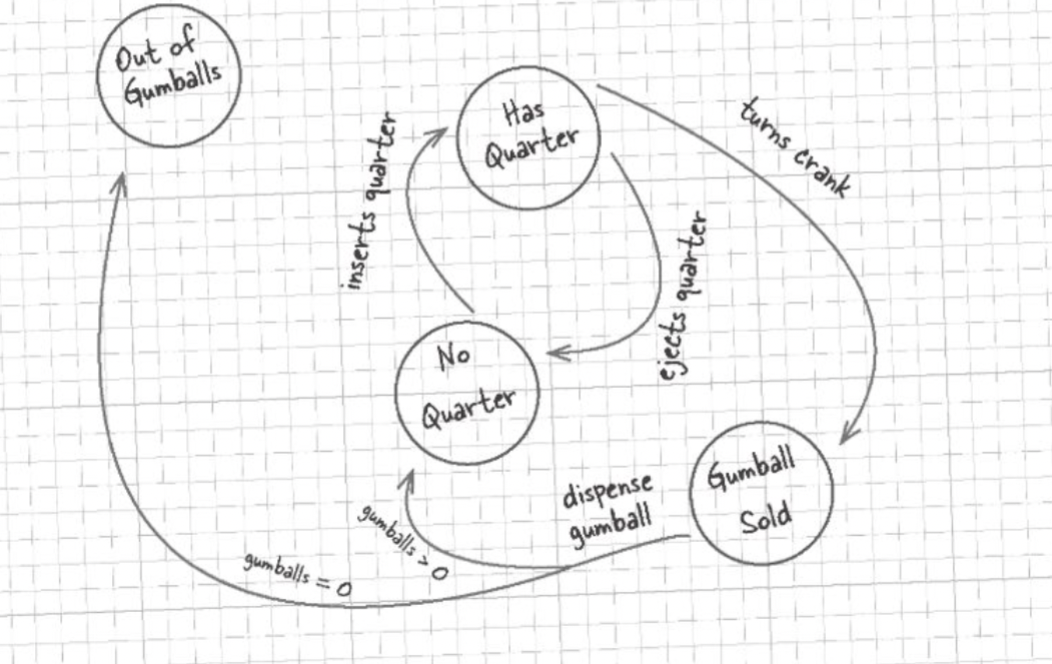 Out of
Gumballs
Has
Quarter
turns crank
inserts quarter
ejects quarter
No
Quarter
Gumball
Sold
dispense
gumball
gumballs > 0
gumballs = 0